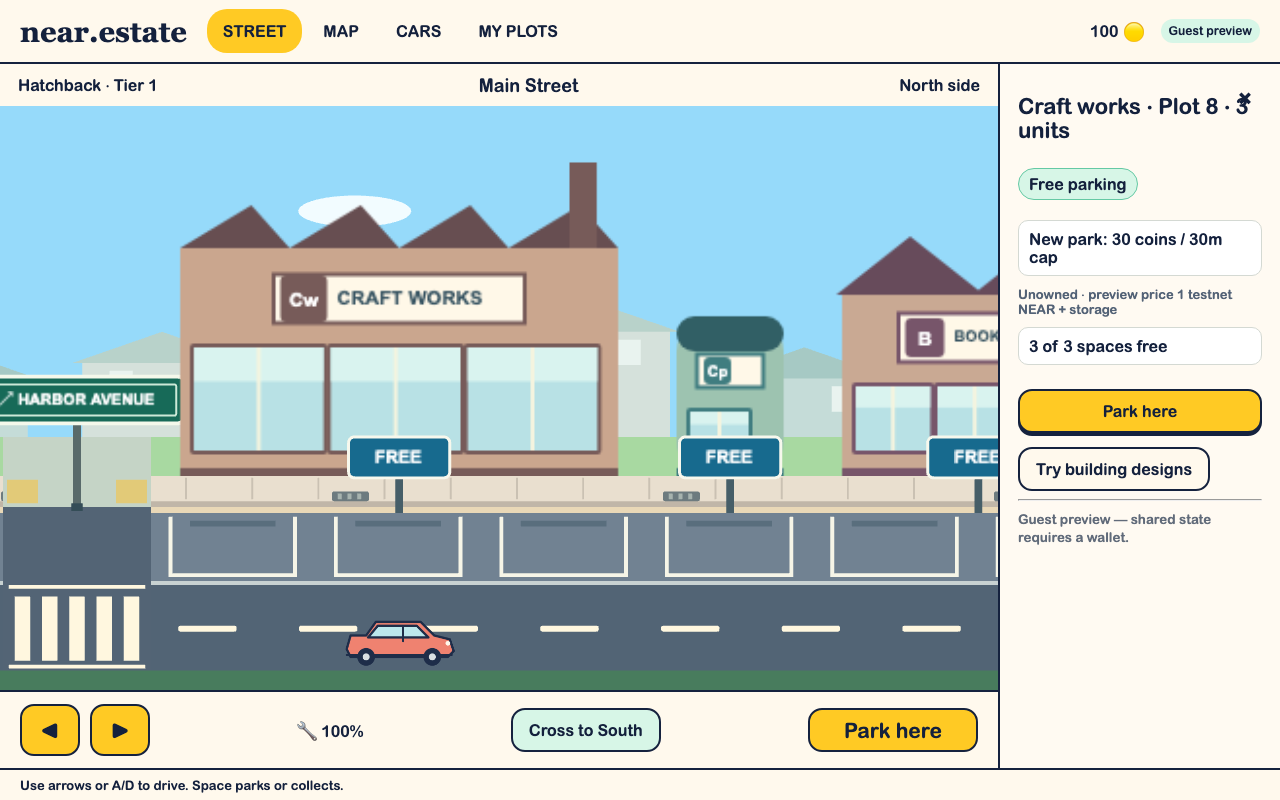 near.estate
STREET
MAP
CARS
MY PLOTS
100
Guest preview
Hatchback · Tier 1
Main Street
North side
Cw
CRAFT WORKS
HARBOR AVENUE
Cp
B
BOOK
FREE
FREE
FREE
Craft works · Plot 8 · 3
units
Free parking
New park: 30 coins / 30m
cap
Unowned · preview price 1 testnet
NEAR + storage
3 of 3 spaces free
Park here
Try building designs
Guest preview — shared state
requires a wallet.
100%
Cross to South
Park here
Use arrows or A/D to drive. Space parks or collects.